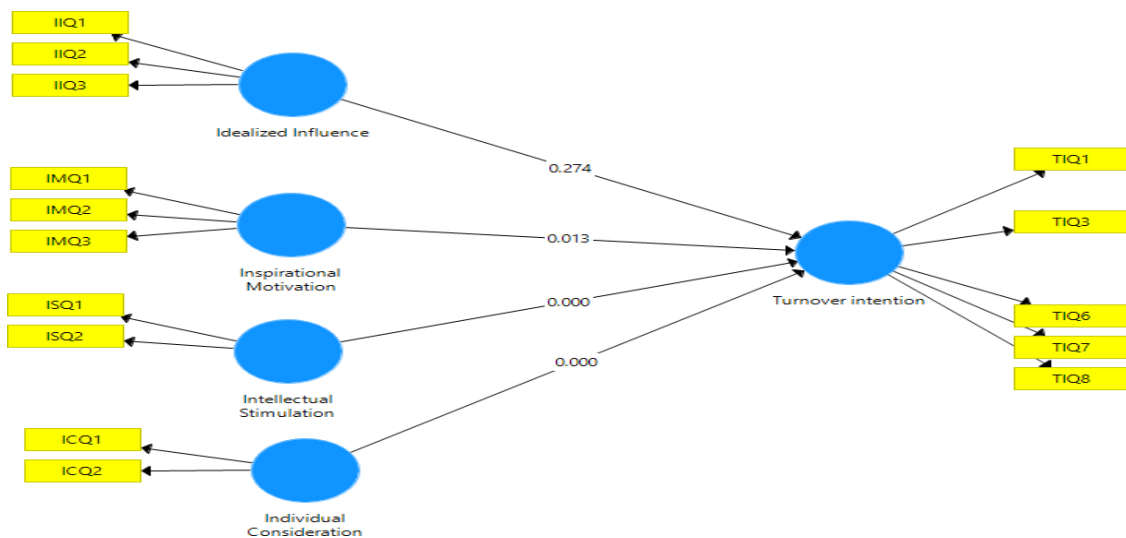 IIQ1
IIQ2
IIQ3
Idealized Influence
0.274
TIQ1
IMQ1
IMQ2
IMQ3
Inspirational
Motivation
0.013
TIQ3
Turnover intention
ISQ1
ISQ2
Intellectual
Stimulation
0.000
TIQ6
TIQ7
TIQ8
0.000
ICQ1
ICQ2
Individual
Consideration